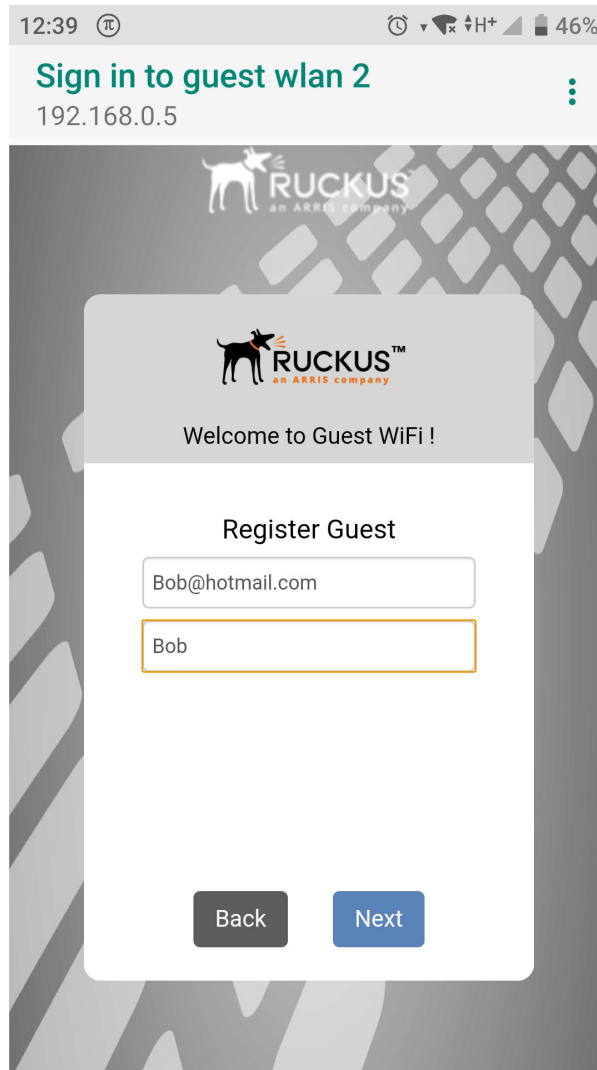 12:39 π H+ 46%
Sign in to guest wlan 2
192.168.0.5
RUCKUS
an ARRIS company
RUCKUS™
an ARRIS company
Welcome to Guest WiFi !
Register Guest
Bob@hotmail.com
Bob
Back Next